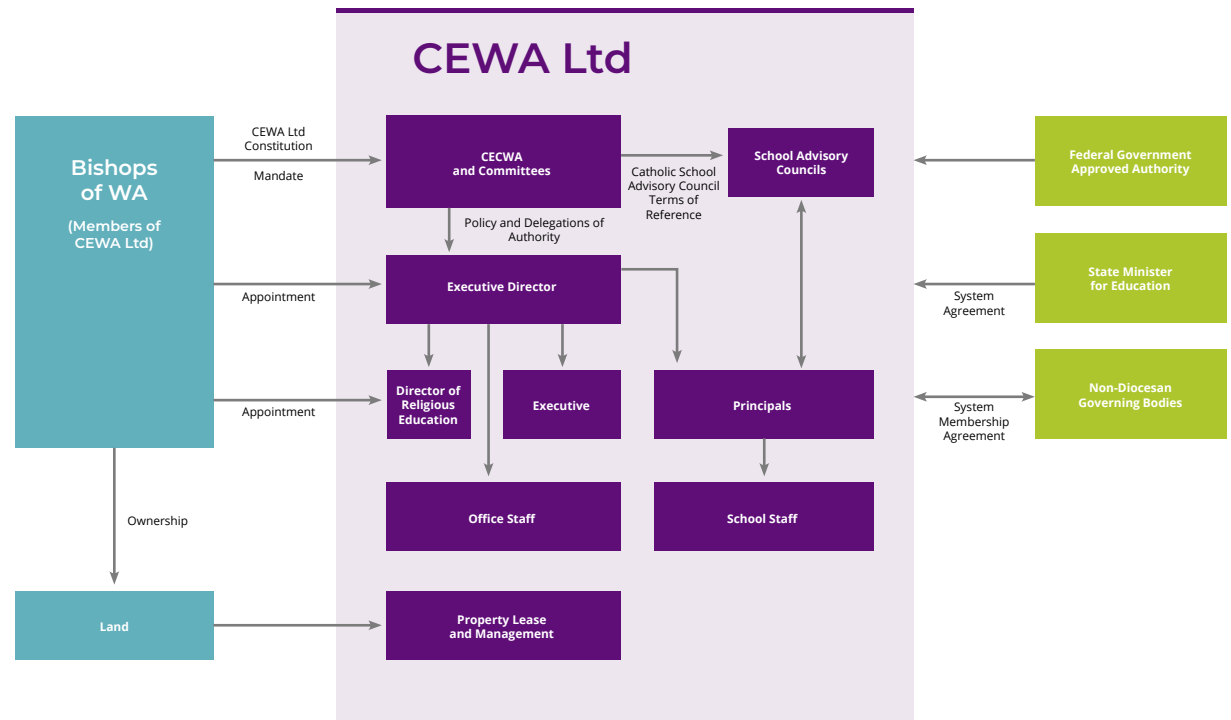 CEWA Ltd
Bishops
of WA
(Members of
CEWA Ltd)
CEWA Ltd
Constitution
Mandate
CECWA
and Committees
Catholic School
Advisory Council
Terms of
Reference
School Advisory
Councils
Federal Government
Approved Authority
Policy and Delegations of
Authority
Appointment
Executive Director
System
Agreement
State Minister
for Education
Appointment
Director of
Religious
Education
Executive
Principals
System
Membership
Agreement
Non-Diocesan
Governing Bodies
Ownership
Office Staff
School Staff
Land
Property Lease
and Management